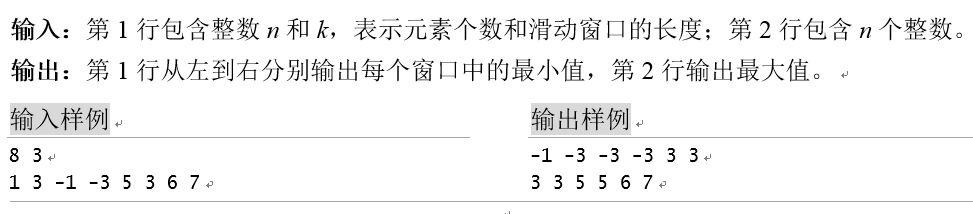 输入：第 1 行包含整数 n 和 k，表示元素个数和滑动窗口的长度；第 2 行包含 n 个整数。
输出：第 1 行从左到右分别输出每个窗口中的最小值，第 2 行输出最大值。
输入样例
8 3
1 3 -1 -3 5 3 6 7
输出样例
-1 -3 -3 -3 3 3
3 3 5 5 6 7